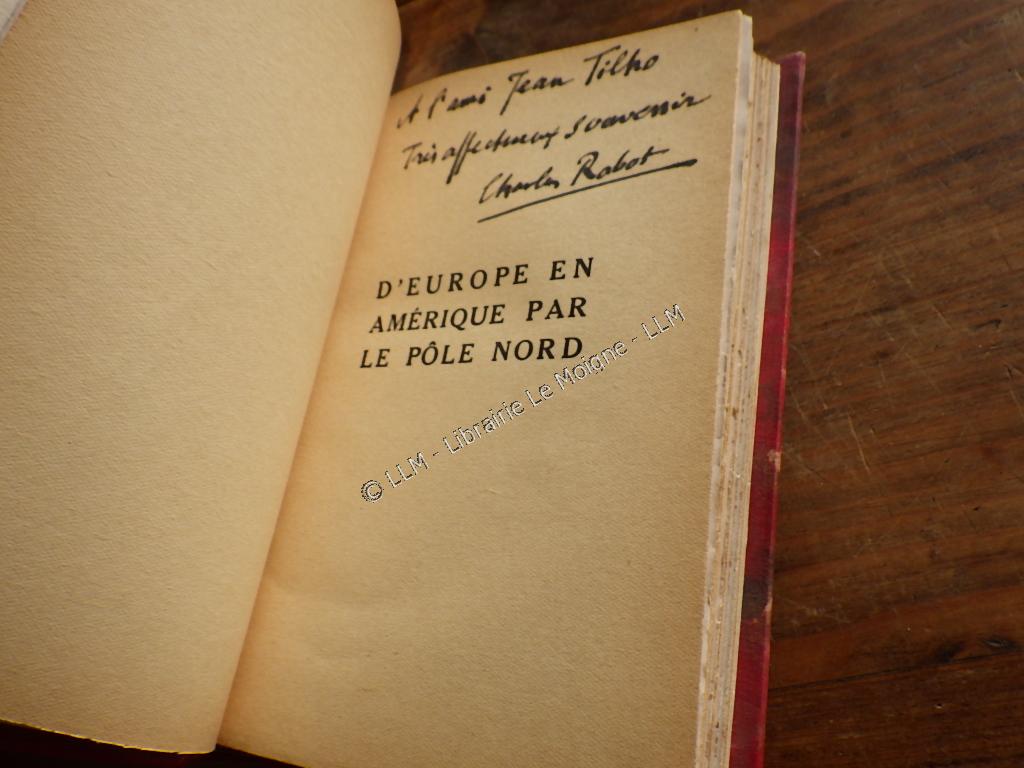 A l'ami Jean Tilho
Très affectueux souvenir
Charles Rabot
D'EUROPE EN
AMÉRIQUE PAR
LE PÔLE NORD
© LLM - Librairie Le Moigne - LLM